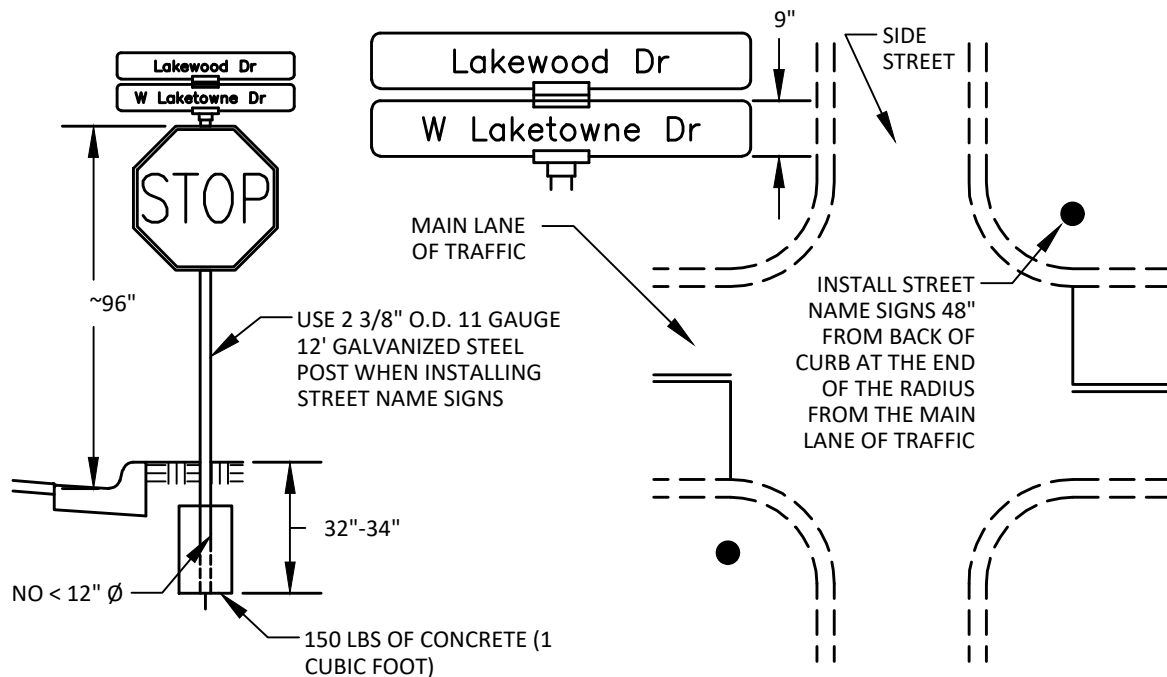 Lakewood Dr
W Laketowne Dr
STOP
~96"
USE 2 3/8" O.D. 11 GAUGE
12' GALVANIZED STEEL
POST WHEN INSTALLING
STREET NAME SIGNS
32"-34"
NO < 12" Ø
150 LBS OF CONCRETE (1
CUBIC FOOT)
Lakewood Dr
W Laketowne Dr
9"
SIDE
STREET
MAIN LANE
OF TRAFFIC
INSTALL STREET
NAME SIGNS 48"
FROM BACK OF
CURB AT THE END
OF THE RADIUS
FROM THE MAIN
LANE OF TRAFFIC